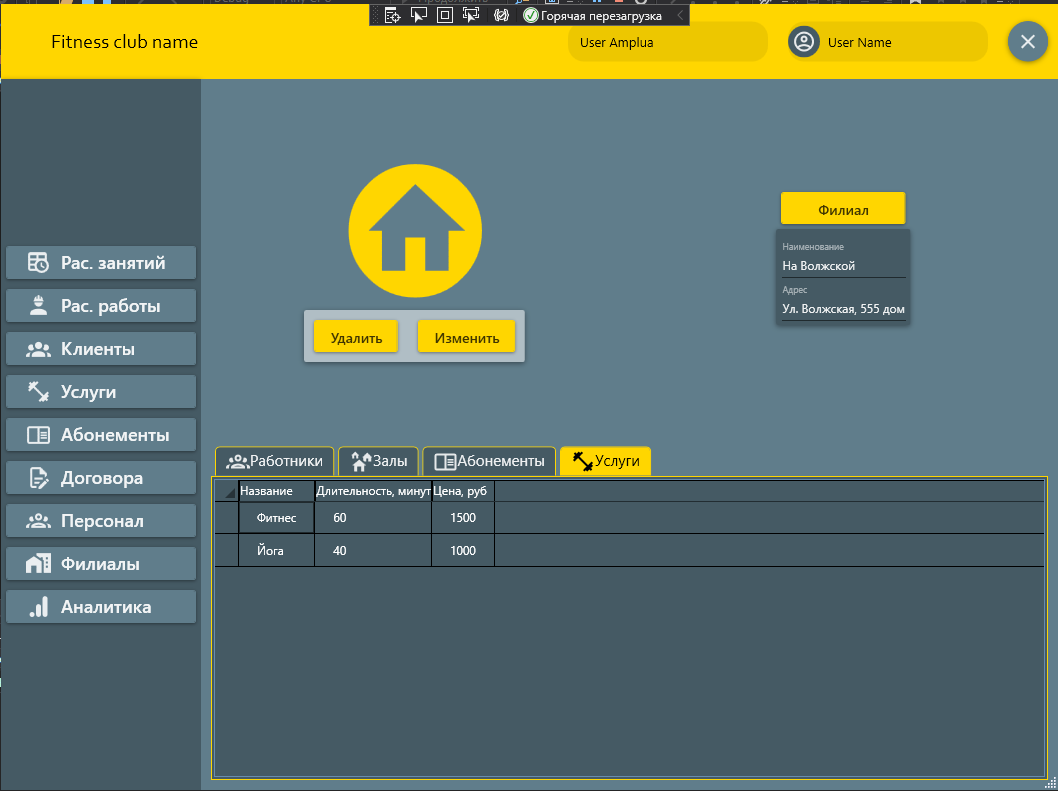 Горячая перезагрузка
Fitness club name
User Amplua
User Name
Рас. занятий
Рас. работы
Клиенты
Услуги
Абонементы
Договора
Персонал
Филиалы
Аналитика
Удалить
Изменить
Филиал
Наименование
На Волжской
Адрес
Ул. Волжская, 555 дом
Работники Залы Абонементы Услуги
Название Длительность, минут Цена, руб
Фитнес 60 1500
Йога 40 1000